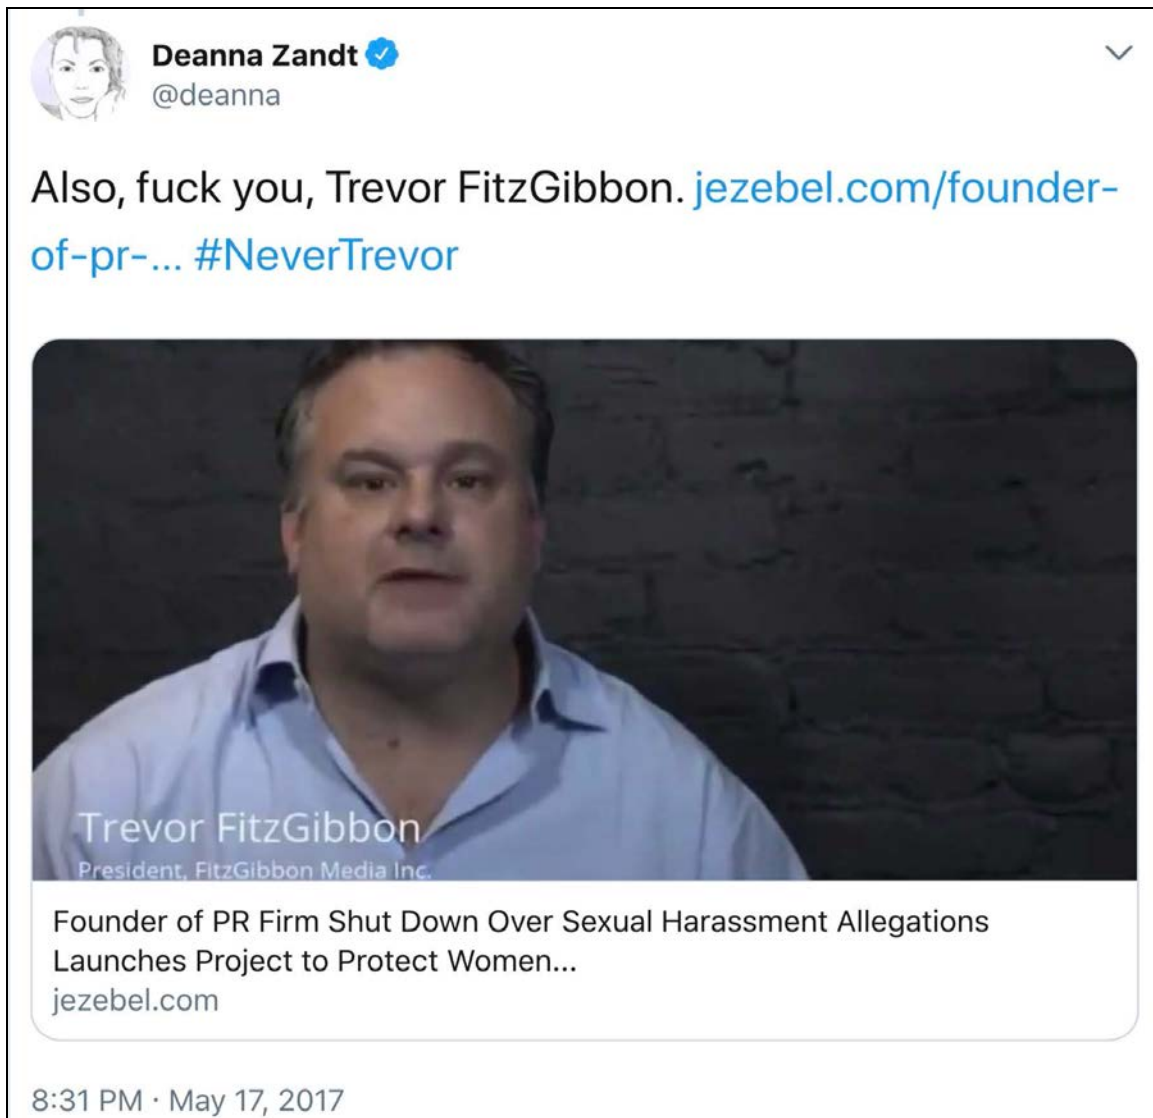 Deanna Zandt
@deanna
Also, fuck you, Trevor FitzGibbon. jezebel.com/founder-
of-pr-... #NeverTrevor
Trevor FitzGibbon
President, FitzGibbon Media Inc.
Founder of PR Firm Shut Down Over Sexual Harassment Allegations
Launches Project to Protect Women...
jezebel.com
8:31 PM · May 17, 2017